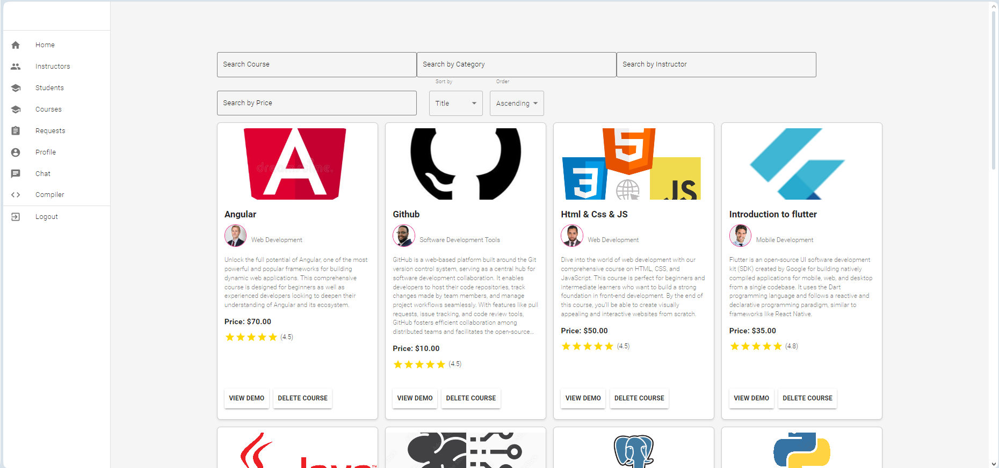 Home
Instructors
Students
Courses
Requests
Profile
Chat
Compiler
Logout
Search Course
Search by Category
Search by Instructor
Sort by
Order
Search by Price
Title
Ascending
dreamstime.
Angular
Web Development
Unlock the full potential of Angular, one of the most
powerful and popular frameworks for building
dynamic web applications. This comprehensive
course is designed for beginners as well as
experienced developers looking to deepen their
understanding of Angular and its ecosystem.
Price: $70.00
(4.5)
VIEW DEMO
DELETE COURSE
Github
Software Development Tools
GitHub is a web-based platform built around the Git
version control system, serving as a central hub for
software development collaboration. It enables
developers to host their code repositories, track
changes made by team members, and manage
project workflows seamlessly. With features like pull
requests, issue tracking, and code review tools,
GitHub fosters efficient collaboration among
distributed teams and facilitates the open-source...
Price: $10.00
(4.5)
VIEW DEMO
DELETE COURSE
5
3
JS
Html & Css & JS
Web Development
Dive into the world of web development with our
comprehensive course on HTML, CSS, and
JavaScript. This course is perfect for beginners and
intermediate learners who want to build a strong
foundation in front-end development. By the end of
this course, you'll be able to create visually
appealing and interactive websites from scratch.
Price: $50.00
(4.5)
VIEW DEMO
DELETE COURSE
Introduction to flutter
Mobile Development
Flutter is an open-source UI software development
kit (SDK) created by Google for building natively
compiled applications for mobile, web, and desktop
from a single codebase. It uses the Dart
programming language and follows a reactive and
declarative programming paradigm, similar to
frameworks like React Native.
Price: $35.00
(4.8)
VIEW DEMO
DELETE COURSE
Java™